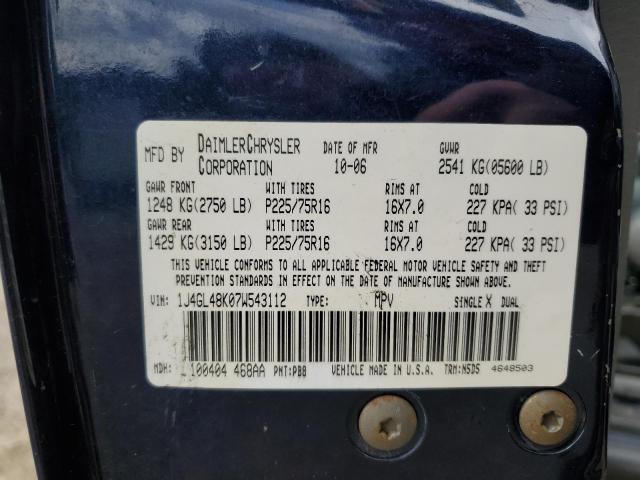 MFD BY DAIMLERCHRYSLER CORPORATION DATE OF MFR 10-06 GVWR 2541 KG(05600 LB)
GAWR FRONT WITH TIRES RIMS AT COLD
1248 KG(2750 LB) P225/75R16 16X7.0 227 KPA( 33 PSI)
GAWR REAR WITH TIRES RIMS AT COLD
1429 KG(3150 LB) P225/75R16 16X7.0 227 KPA( 33 PSI)
THIS VEHICLE CONFORMS TO ALL APPLICABLE FEDERAL MOTOR VEHICLE SAFETY AND THEFT
PREVENTION STANDARDS IN EFFECT ON THE DATE OF MANUFACTURE SHOWN ABOVE.
VIN: 1J4GL48K07W543112 TYPE: MPV SINGLE X DUAL
MDH: 100404 468AA PNT:PB8 VEHICLE MADE IN U.S.A. TRM:N5DS 4648503